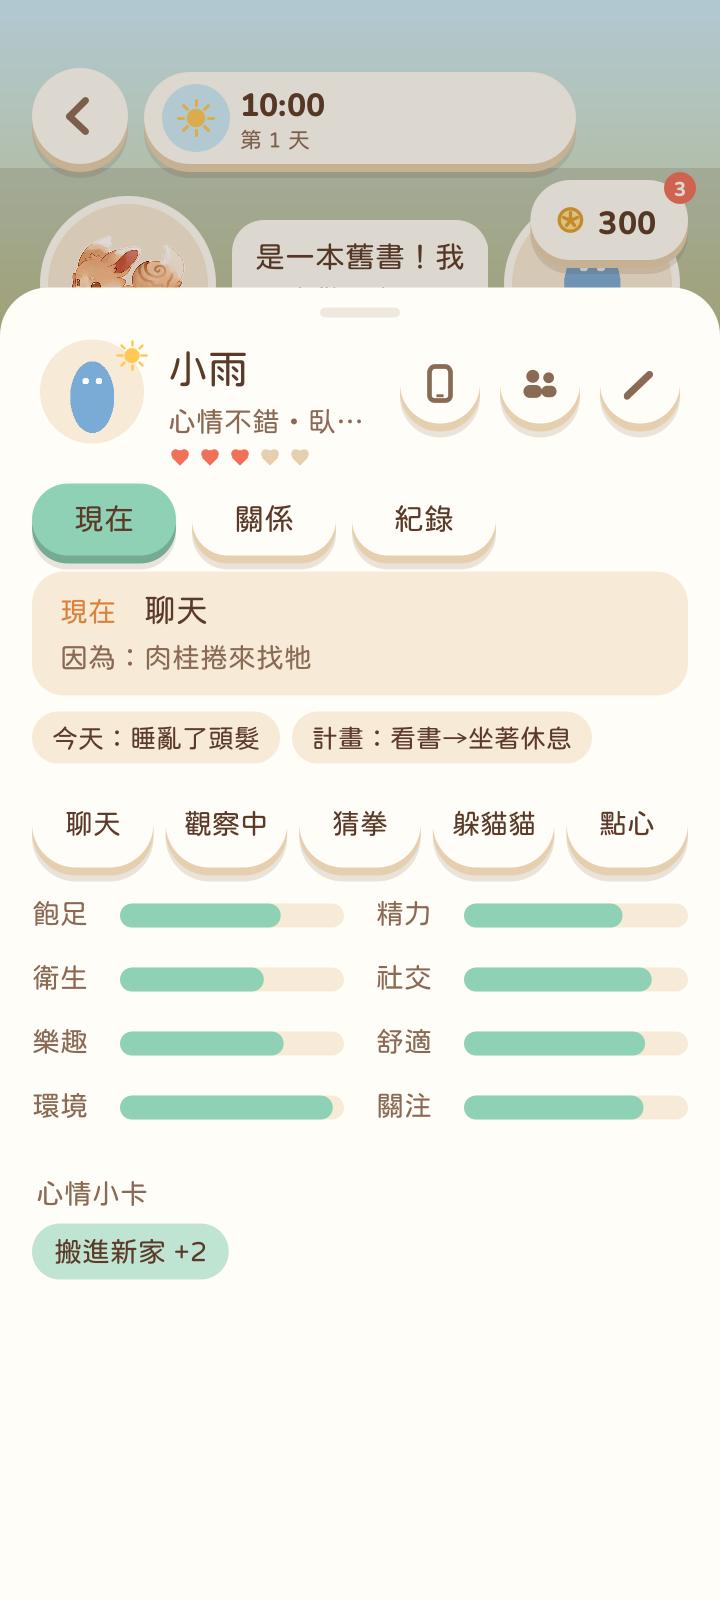 10:00
第 1 天
3
300
是一本舊書！我
小雨
心情不錯・臥…
現在
關係
紀錄
現在 聊天
因為：肉桂捲來找牠
今天：睡亂了頭髮
計畫：看書→坐著休息
聊天
觀察中
猜拳
躲貓貓
點心
飽足
精力
衛生
社交
樂趣
舒適
環境
關注
心情小卡
搬進新家 +2